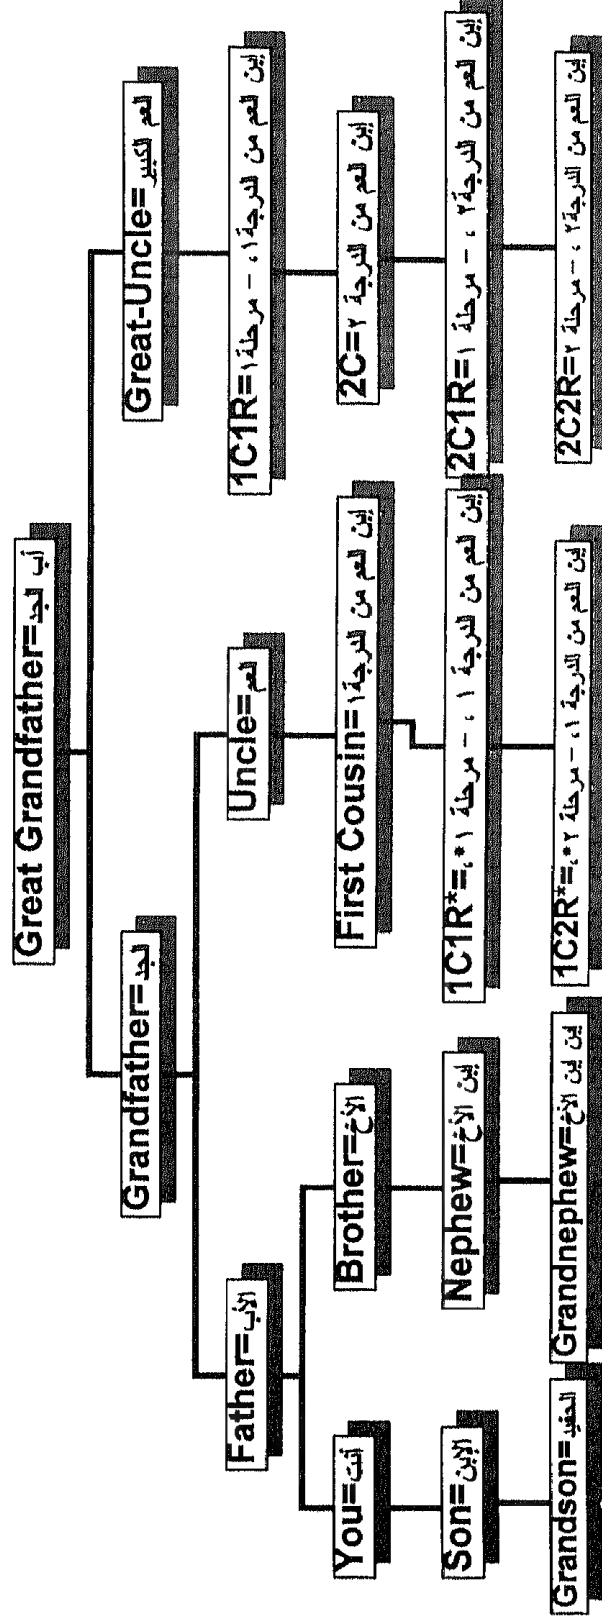 Great Grandfather=أب الجد
Grandfather=الجد
Great-Uncle=العم الكبير
Father=الأب
Uncle=العم
1C1R=إبن العم من الدرجة ١، - مرحلة ١
You=أنت
Brother=الأخ
First Cousin=إبن العم من الدرجة ١
2C=إبن العم من الدرجة ٢
Son=الإبن
Nephew=إبن الأخ
1C1R*=إبن العم من الدرجة ١، - مرحلة ١*،
2C1R=إبن العم من الدرجة ٢، - مرحلة ١
Grandson=الحفيد
Grandnephew=إبن إبن الأخ
1C2R*=إبن العم من الدرجة ١، - مرحلة ٢*،
2C2R=إبن العم من الدرجة ٢، - مرحلة ٢